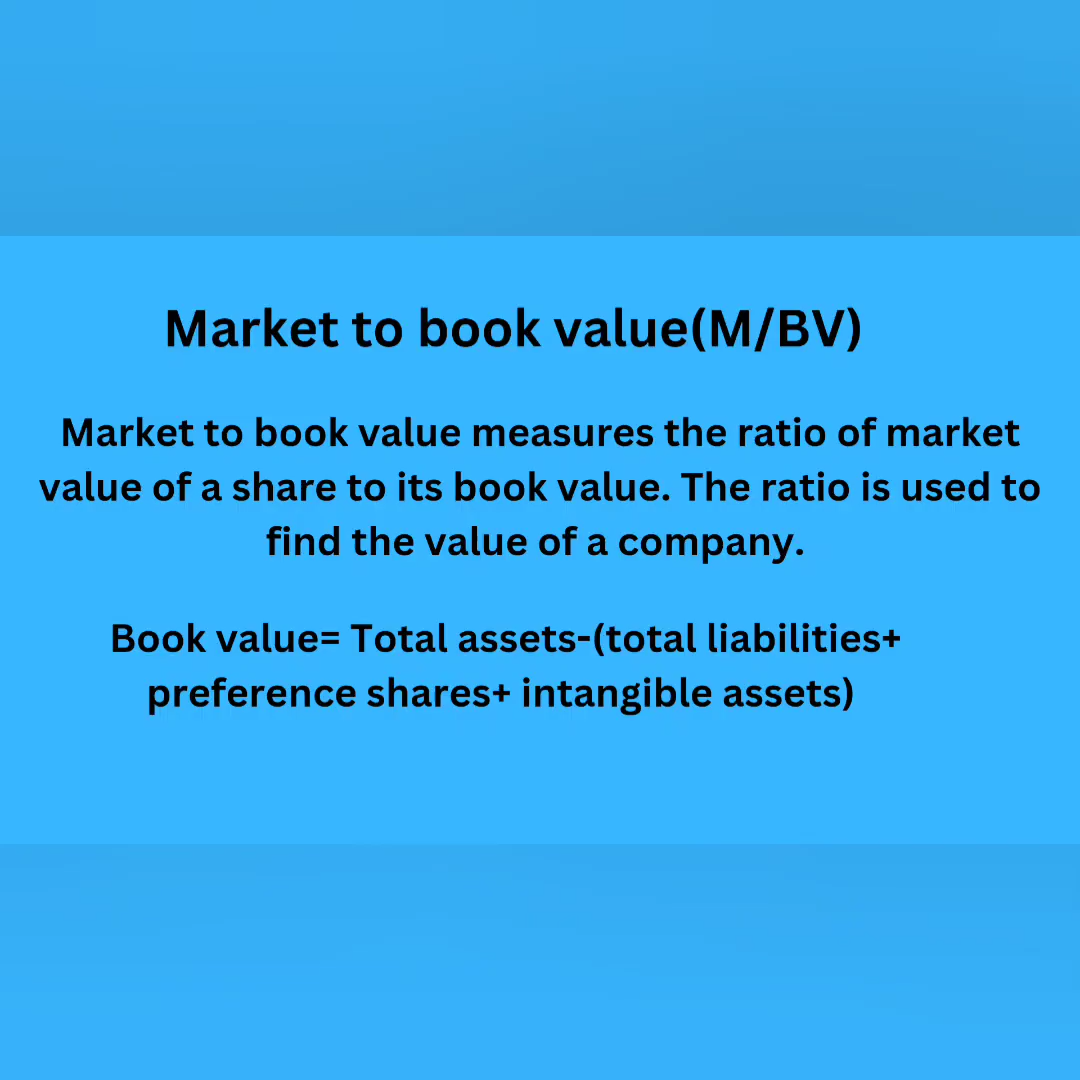 Market to book value(M/BV)
Market to book value measures the ratio of market
value of a share to its book value. The ratio is used to
find the value of a company.
Book value= Total assets-(total liabilities+
preference shares+ intangible assets)